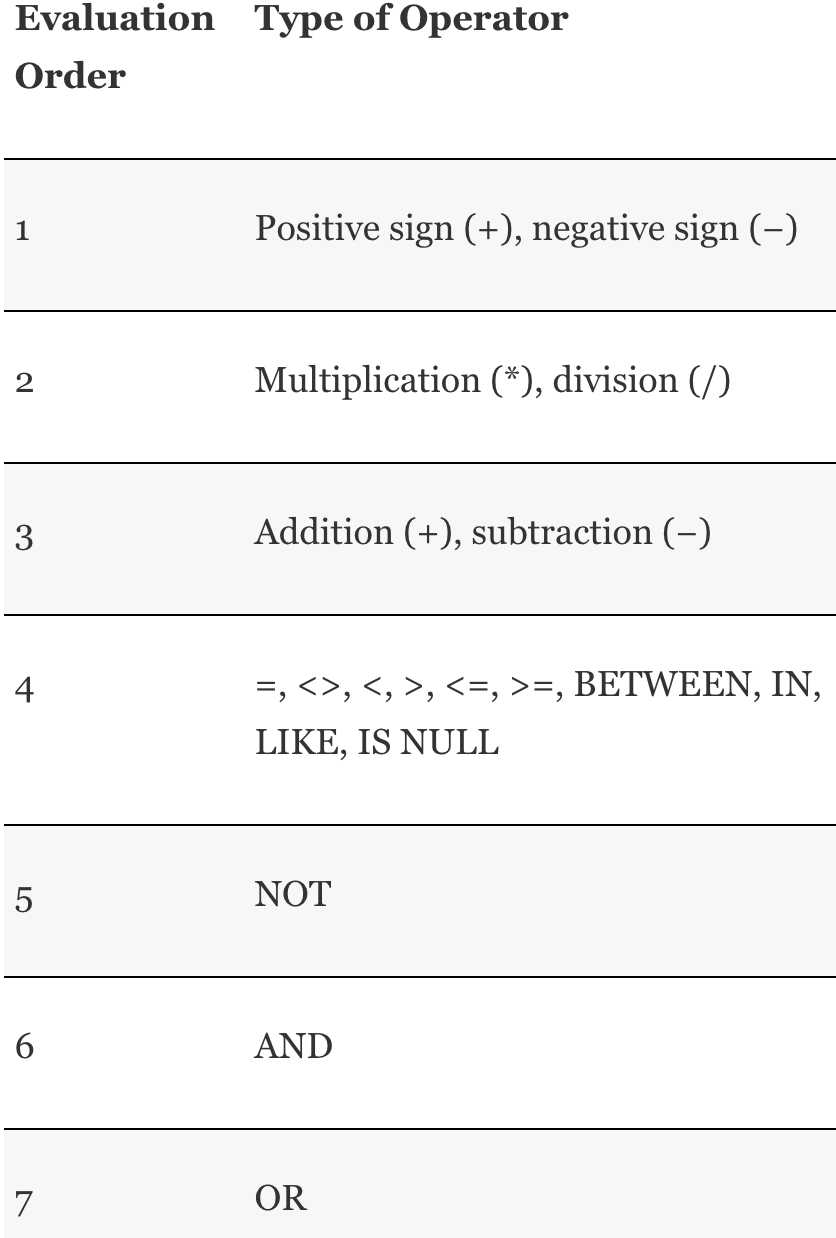 Evaluation Type of Operator
Order
1 Positive sign (+), negative sign (–)
2 Multiplication (*), division (/)
3 Addition (+), subtraction (–)
4 =, <>, <, >, <=, >=, BETWEEN, IN,
LIKE, IS NULL
5 NOT
6 AND
7 OR